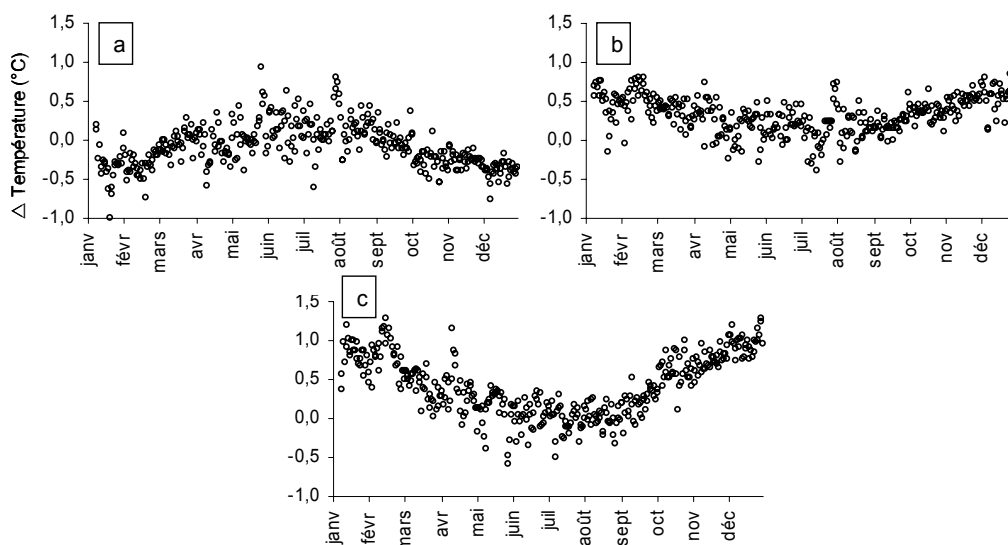 △ Température (°C)
a
1,5
1,0
0,5
0,0
-0,5
-1,0
janv
févr
mars
avr
mai
juin
juil
août
sept
oct
nov
déc
b
1,5
1,0
0,5
0,0
-0,5
-1,0
janv
févr
mars
avr
mai
juin
juil
août
sept
oct
nov
déc
c
1,5
1,0
0,5
0,0
-0,5
-1,0
janv
févr
mars
avr
mai
juin
juil
août
sept
oct
nov
déc